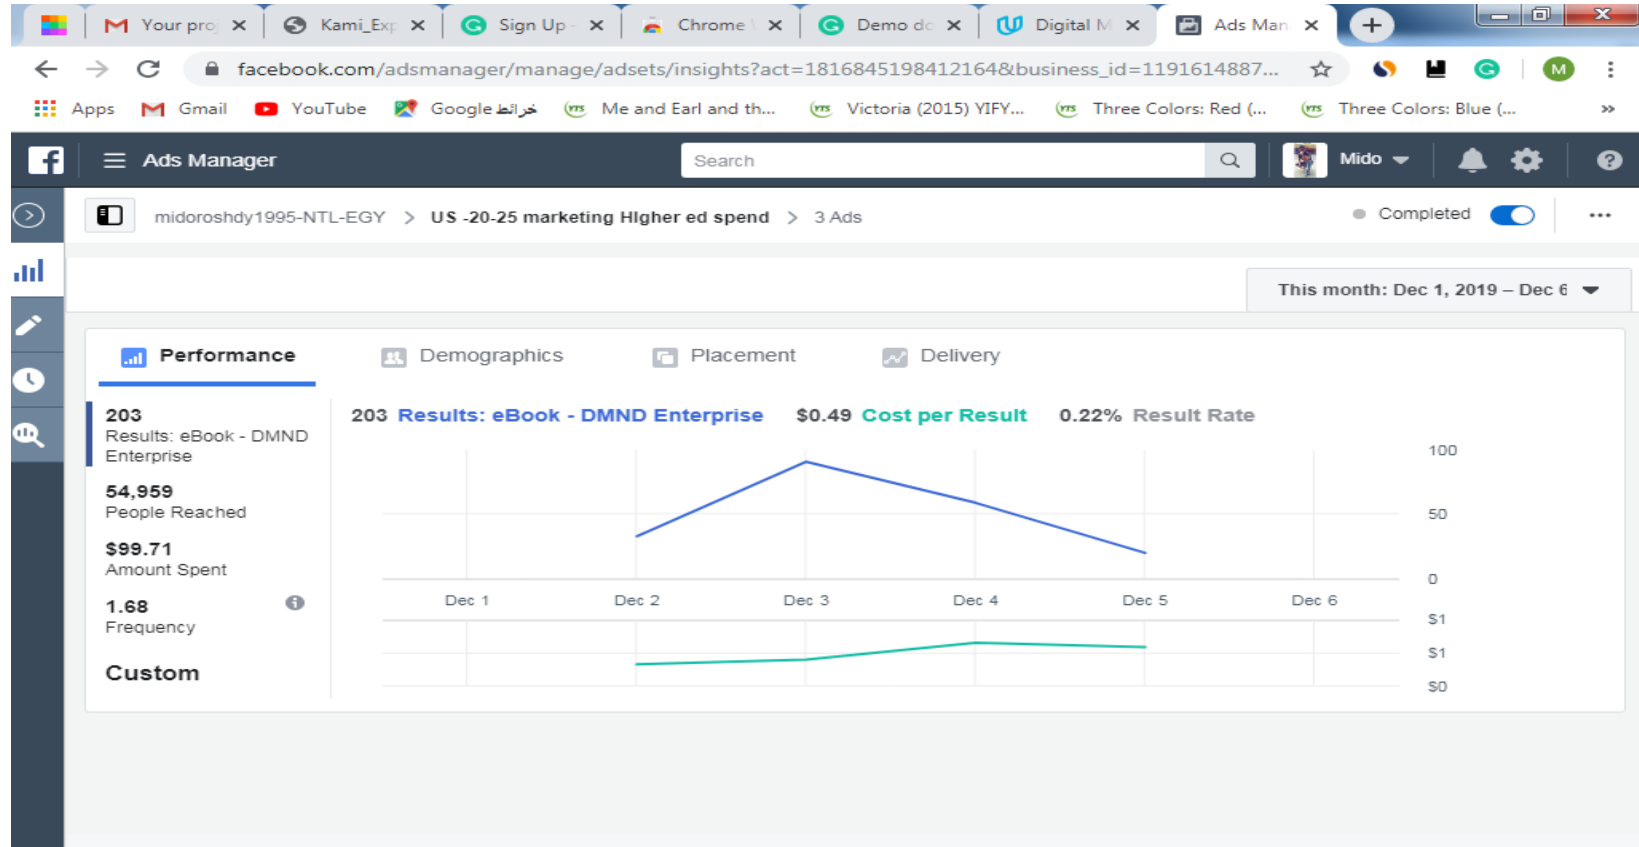 Your proj Kami_Exp Sign Up - Chrome Demo do Digital M Ads Man
facebook.com/adsmanager/manage/adsets/insights?act=1816845198412164&business_id=1191614887... M
Apps Gmail YouTube خرائط Google Me and Earl and th... Victoria (2015) YIFY... Three Colors: Red (... Three Colors: Blue (... »
Ads Manager Search Mido
midoroshdy1995-NTL-EGY > US -20-25 marketing HIgher ed spend > 3 Ads Completed
This month: Dec 1, 2019 – Dec 6
Performance Demographics Placement Delivery
203
Results: eBook - DMND
Enterprise
54,959
People Reached
$99.71
Amount Spent
1.68
Frequency
Custom
203 Results: eBook - DMND Enterprise $0.49 Cost per Result 0.22% Result Rate
100
50
0
Dec 1 Dec 2 Dec 3 Dec 4 Dec 5 Dec 6
$1
$1
$0